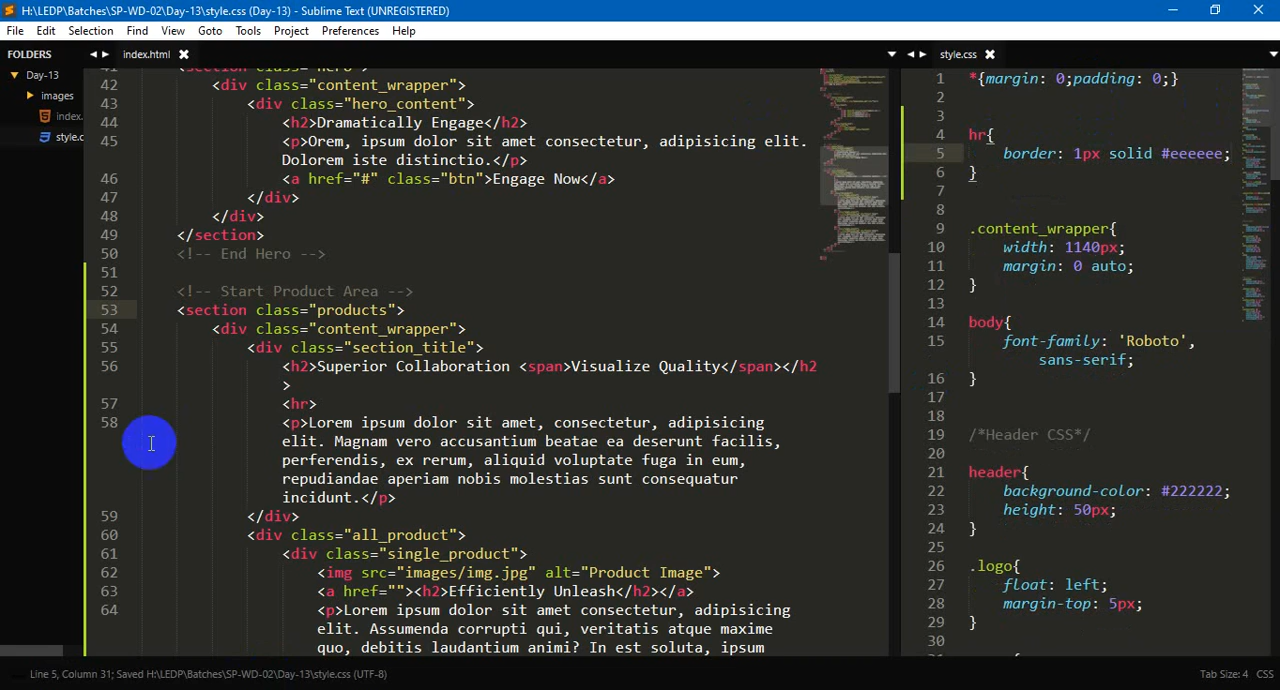 H:\LEDP\Batches\SP-WD-02\Day-13\style.css (Day-13) - Sublime Text (UNREGISTERED)
File Edit Selection Find View Goto Tools Project Preferences Help
FOLDERS
Day-13
images
index.
style.c
index.html
41 <section class="hero">
42 <div class="content_wrapper">
43 <div class="hero_content">
44 <h2>Dramatically Engage</h2>
45 <p>Orem, ipsum dolor sit amet consectetur, adipisicing elit.
Dolorem iste distinctio.</p>
46 <a href="#" class="btn">Engage Now</a>
47 </div>
48 </div>
49 </section>
50 <!-- End Hero -->
51
52 <!-- Start Product Area -->
53 <section class="products">
54 <div class="content_wrapper">
55 <div class="section_title">
56 <h2>Superior Collaboration <span>Visualize Quality</span></h2
>
57 <hr>
58 <p>Lorem ipsum dolor sit amet, consectetur, adipisicing
elit. Magnam vero accusantium beatae ea deserunt facilis,
perferendis, ex rerum, aliquid voluptate fuga in eum,
repudiandae aperiam nobis molestias sunt consequatur
incidunt.</p>
59 </div>
60 <div class="all_product">
61 <div class="single_product">
62 <img src="images/img.jpg" alt="Product Image">
63 <a href=""><h2>Efficiently Unleash</h2></a>
64 <p>Lorem ipsum dolor sit amet consectetur, adipisicing
elit. Assumenda corrupti qui, veritatis atque maxime
quo, debitis laudantium animi? In est soluta, ipsum
style.css
1 *{margin: 0;padding: 0;}
2
3
4 hr{
5 border: 1px solid #eeeeee;
6 }
7
8
9 .content_wrapper{
10 width: 1140px;
11 margin: 0 auto;
12 }
13
14 body{
15 font-family: 'Roboto',
sans-serif;
16 }
17
18
19 /*Header CSS*/
20
21 header{
22 background-color: #222222;
23 height: 50px;
24 }
25
26 .logo{
27 float: left;
28 margin-top: 5px;
29 }
30
Line 5, Column 31; Saved H:\LEDP\Batches\SP-WD-02\Day-13\style.css (UTF-8)
Tab Size: 4 CSS